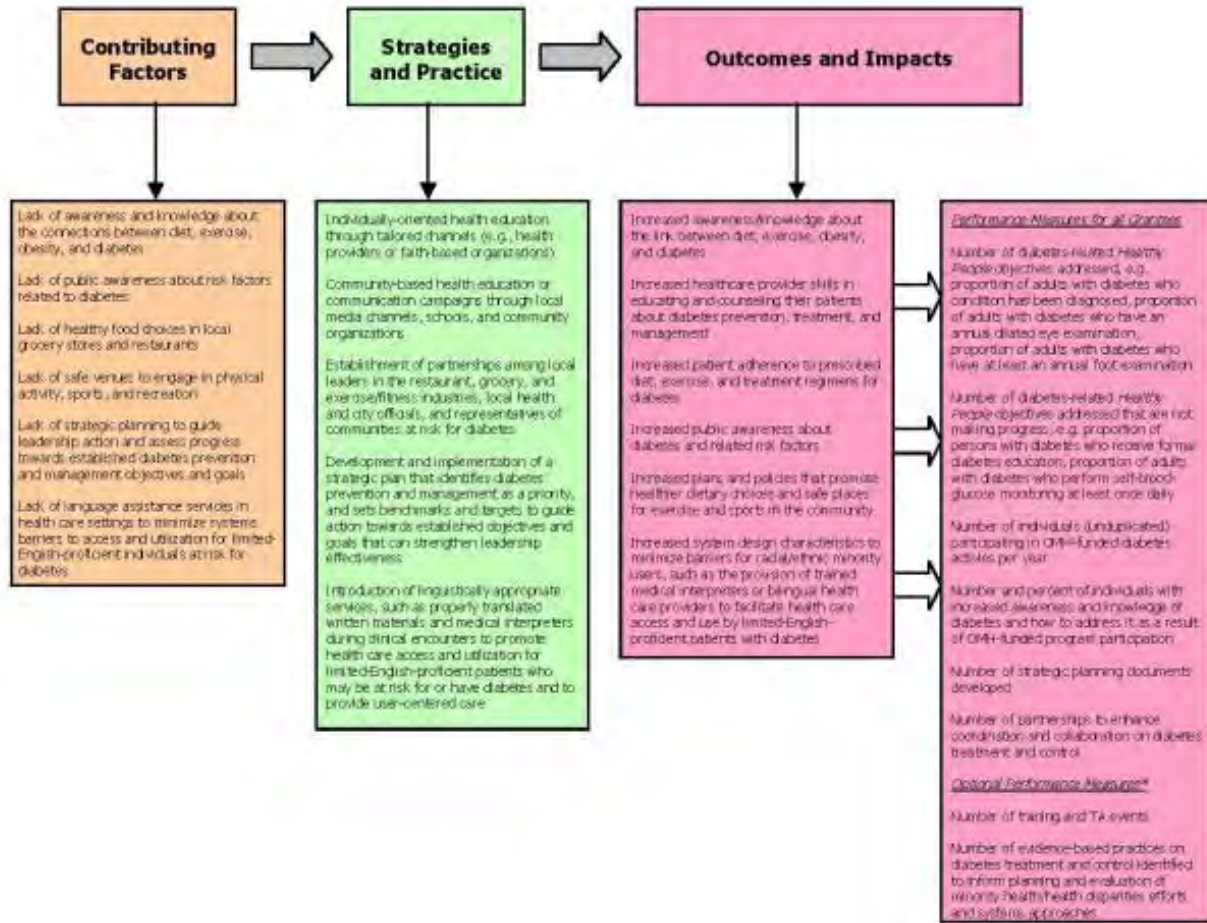 Contributing
Factors
Strategies
and Practice
Outcomes and Impacts
Lack of awareness and knowledge about
the connections between diet, exercise,
obesity, and diabetes
Lack of public awareness about risk factors
related to diabetes
Lack of healthy food choices in local
grocery stores and restaurants
Lack of safe venues to engage in physical
activity, sports, and recreation
Lack of strategic planning to guide
leadership action and assess progress
towards established diabetes prevention
and management objectives and goals
Lack of language assistance services in
health care settings to minimize systems
barriers to access and utilization for limited-
English-proficient individuals at risk for
diabetes
Individually-oriented health education
through tailored channels (e.g., health
providers or faith-based organizations)
Community-based health education or
communication campaigns through local
media channels, schools, and community
organizations
Establishment of partnerships among local
leaders in the restaurant, grocery, and
exercise/fitness industries, local health
and city officials, and representatives of
communities at risk for diabetes
Development and implementation of a
strategic plan that identifies diabetes
prevention and management as a priority,
and sets benchmarks and targets to guide
action towards established objectives and
goals that can strengthen leadership
effectiveness
Introduction of linguistically appropriate
services, such as properly translated
written materials and medical interpreters
during clinical encounters to promote
health care access and utilization for
limited-English-proficient patients who
may be at risk for or have diabetes and to
provide user-centered care
Increased awareness/knowledge about
the link between diet, exercise, obesity,
and diabetes
Increased healthcare provider skills in
educating and counseling their patients
about diabetes prevention, treatment, and
management
Increased patient adherence to prescribed
diet, exercise, and treatment regimens for
diabetes
Increased public awareness about
diabetes and related risk factors
Increased plans and policies that promote
healthier dietary choices and safe places
for exercise and sports in the community
Increased system design characteristics to
minimize barriers for racial/ethnic minority
users, such as the provision of trained
medical interpreters or bilingual health
care providers to facilitate health care
access and use by limited-English-
proficient patients with diabetes
Performance Measures for all Grantees
Number of diabetes-related Healthy
People objectives addressed, e.g.
proportion of adults with diabetes who
condition has been diagnosed, proportion
of adults with diabetes who have an
annual dilated eye examination,
proportion of adults with diabetes who
have at least an annual foot examination
Number of diabetes-related Healthy
People objectives addressed that are not
making progress, e.g. proportion of
persons with diabetes who receive formal
diabetes education, proportion of adults
with diabetes who perform self-blood-
glucose monitoring at least once daily
Number of individuals (unduplicated)
participating in OMH-funded diabetes
activies per year
Number and percent of individuals with
increased awareness and knowledge of
diabetes and how to address it as a result
of OMH-funded program participation
Number of strategic planning documents
developed
Number of partnerships to enhance
coordination and collaboration on diabetes
treatment and control
Optional Performance Measures*
Number of training and TA events
Number of evidence-based practices on
diabetes treatment and control identified
to inform planning and evaluation of
minority health/health disparities efforts
and systems approaches